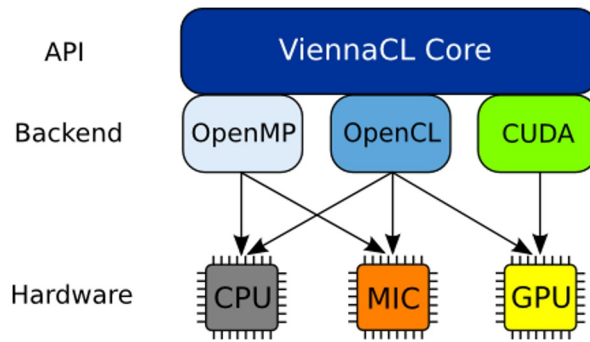 API
ViennaCL Core
Backend
OpenMP
OpenCL
CUDA
Hardware
CPU
MIC
GPU